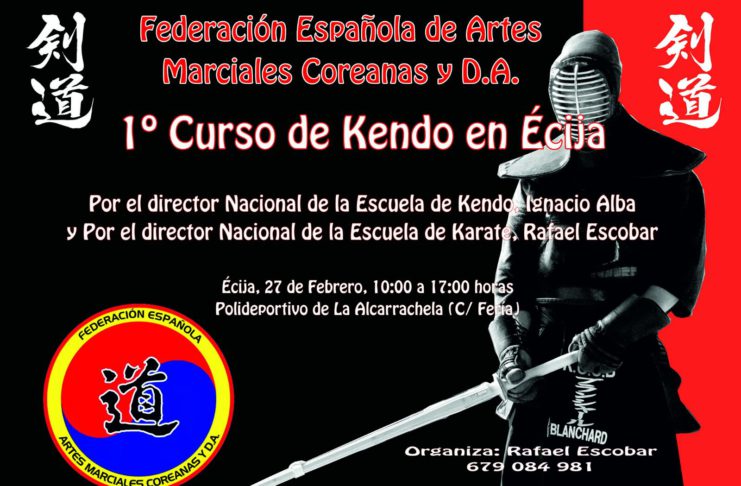 剣道
剣道
Federación Española de Artes
Marciales Coreanas y D.A.
1º Curso de Kendo en Écija
Por el director Nacional de la Escuela de Kendo, Ignacio Alba
y Por el director Nacional de la Escuela de Karate, Rafael Escobar
Écija, 27 de Febrero, 10:00 a 17:00 horas
Polideportivo de La Alcarrachela (C/ Feria)
FEDERACIÓN ESPAÑOLA
道
ARTES MARCIALES COREANAS Y D.A.
BLANCHARD
Organiza: Rafael Escobar
679 084 981